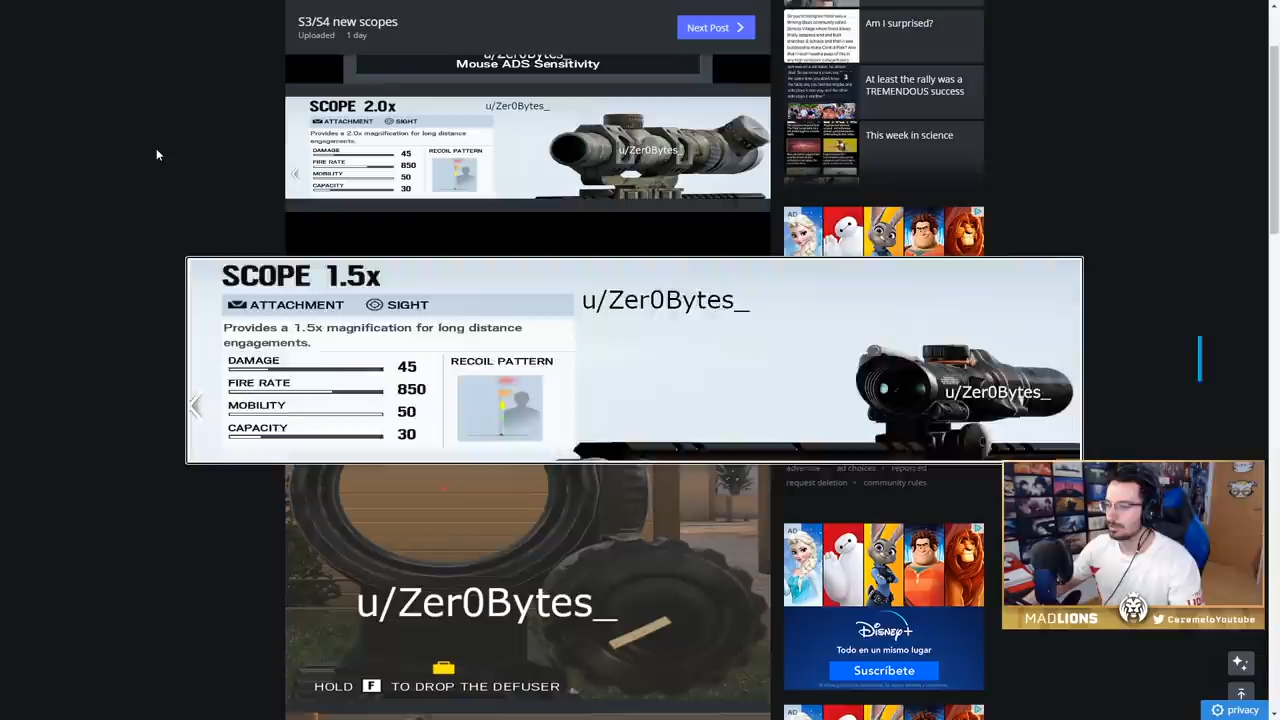 S3/S4 new scopes
Uploaded 1 day
Next Post
Am I surprised?
3
At least the rally was a
TREMENDOUS success
This week in science
Mouse ADS Sensitivity
SCOPE 2.0x
u/Zer0Bytes_
ATTACHMENT
SIGHT
Provides a 2.0x magnification for long distance
engagements.
DAMAGE 45
FIRE RATE 850
MOBILITY 50
CAPACITY 30
RECOIL PATTERN
u/Zer0Bytes_
AD
SCOPE 1.5x
ATTACHMENT
SIGHT
u/Zer0Bytes_
Provides a 1.5x magnification for long distance
engagements.
DAMAGE 45
FIRE RATE 850
MOBILITY 50
CAPACITY 30
RECOIL PATTERN
u/Zer0Bytes_
advertise ad choices reported
request deletion • community rules
AD
u/Zer0Bytes_
HOLD F TO DROP THE DEFUSER
Disney+
Todo en un mismo lugar
Suscríbete
MADLIONS
CarameloYoutube
AD
privacy